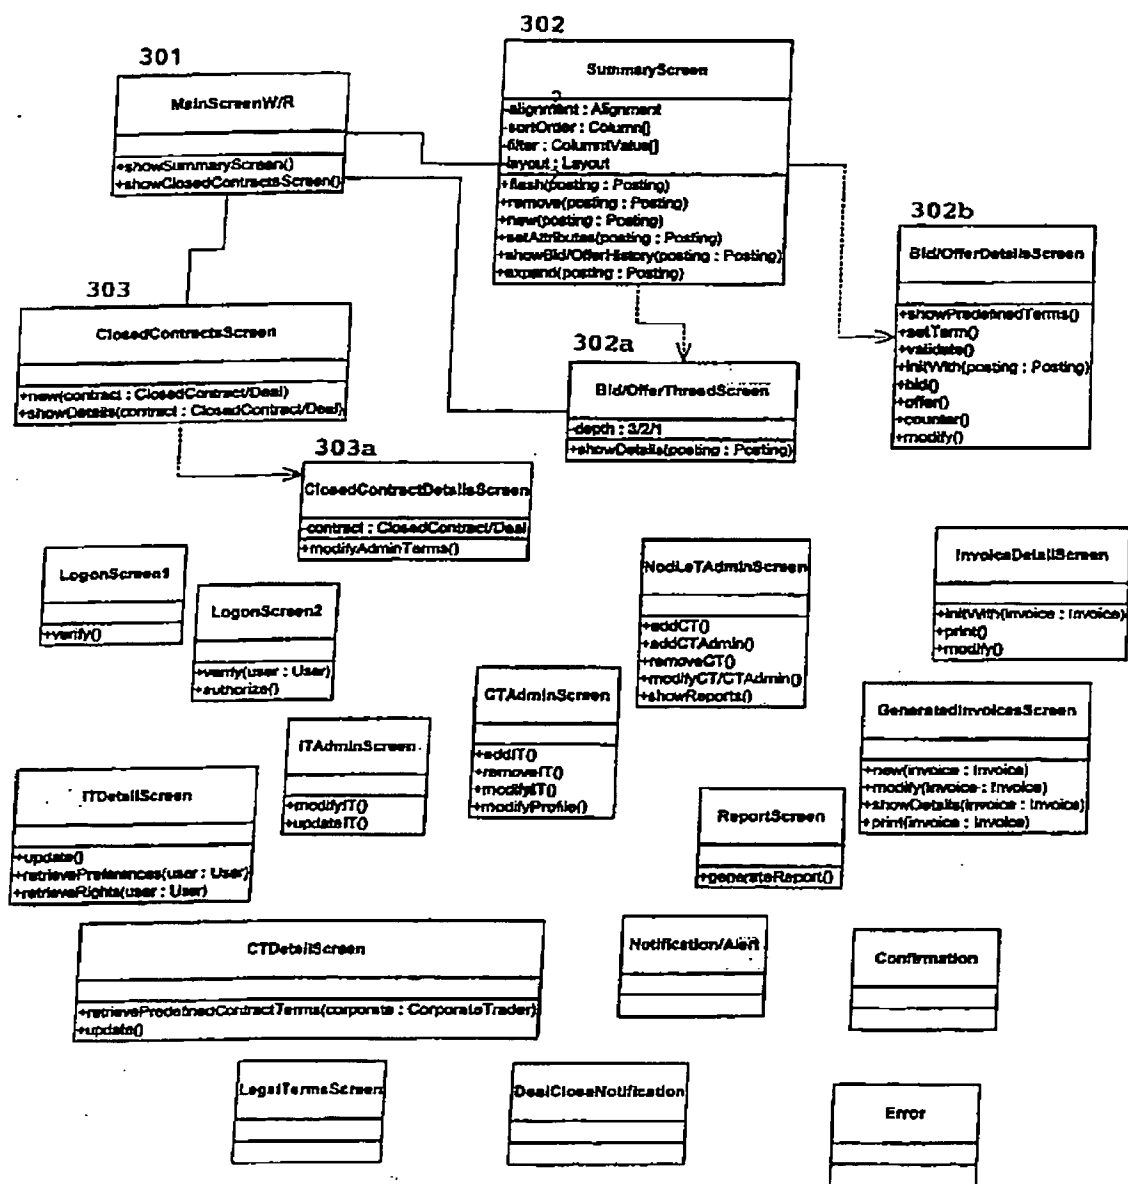 301
MainScreenW/R
+showSummaryScreen()
+showClosedContractsScreen()
302
SummaryScreen
-alignment : Alignment
-sortOrder : Column[]
-filter : ColumntValue[]
-layout : Layout
+flash(posting : Posting)
+remove(posting : Posting)
+new(posting : Posting)
+setAttributes(posting : Posting)
+showBid/OfferHistory(posting : Posting)
+expand(posting : Posting)
302b
Bid/OfferDetailsScreen
+showPredefinedTerms()
+setTerm()
+validate()
+initWith(posting : Posting)
+bid()
+offer()
+counter()
+modify()
303
ClosedContractsScreen
+new(contract : ClosedContract/Deal)
+showDetails(contract : ClosedContract/Deal)
302a
Bid/OfferThreadScreen
-depth : 3/2/1
+showDetails(posting : Posting)
303a
ClosedContractDetailsScreen
-contract : ClosedContract/Deal
+modifyAdminTerms()
LogonScreen1
+verify()
LogonScreen2
+verify(user : User)
+authorize()
NodLeTAdminScreen
+addCT()
+addCTAdmin()
+removeCT()
+modifyCT/CTAdmin()
+showReports()
InvoiceDetailScreen
+initWith(invoice : Invoice)
+print()
+modify()
CTAdminScreen
+addIT()
+removeIT()
+modifyIT()
+modifyProfile()
GeneratedInvoicesScreen
+new(invoice : Invoice)
+modify(invoice : Invoice)
+showDetails(invoice : Invoice)
+print(invoice : Invoice)
ITAdminScreen
+modifyIT()
+updateIT()
ITDetailScreen
+update()
+retrievePreferences(user : User)
+retrieveRights(user : User)
ReportScreen
+generateReport()
CTDetailScreen
+retrievePredefinedContractTerms(corporate : CorporateTrader)
+update()
Notification/Alert
Confirmation
LegalTermsScreen
DealCloseNotification
Error